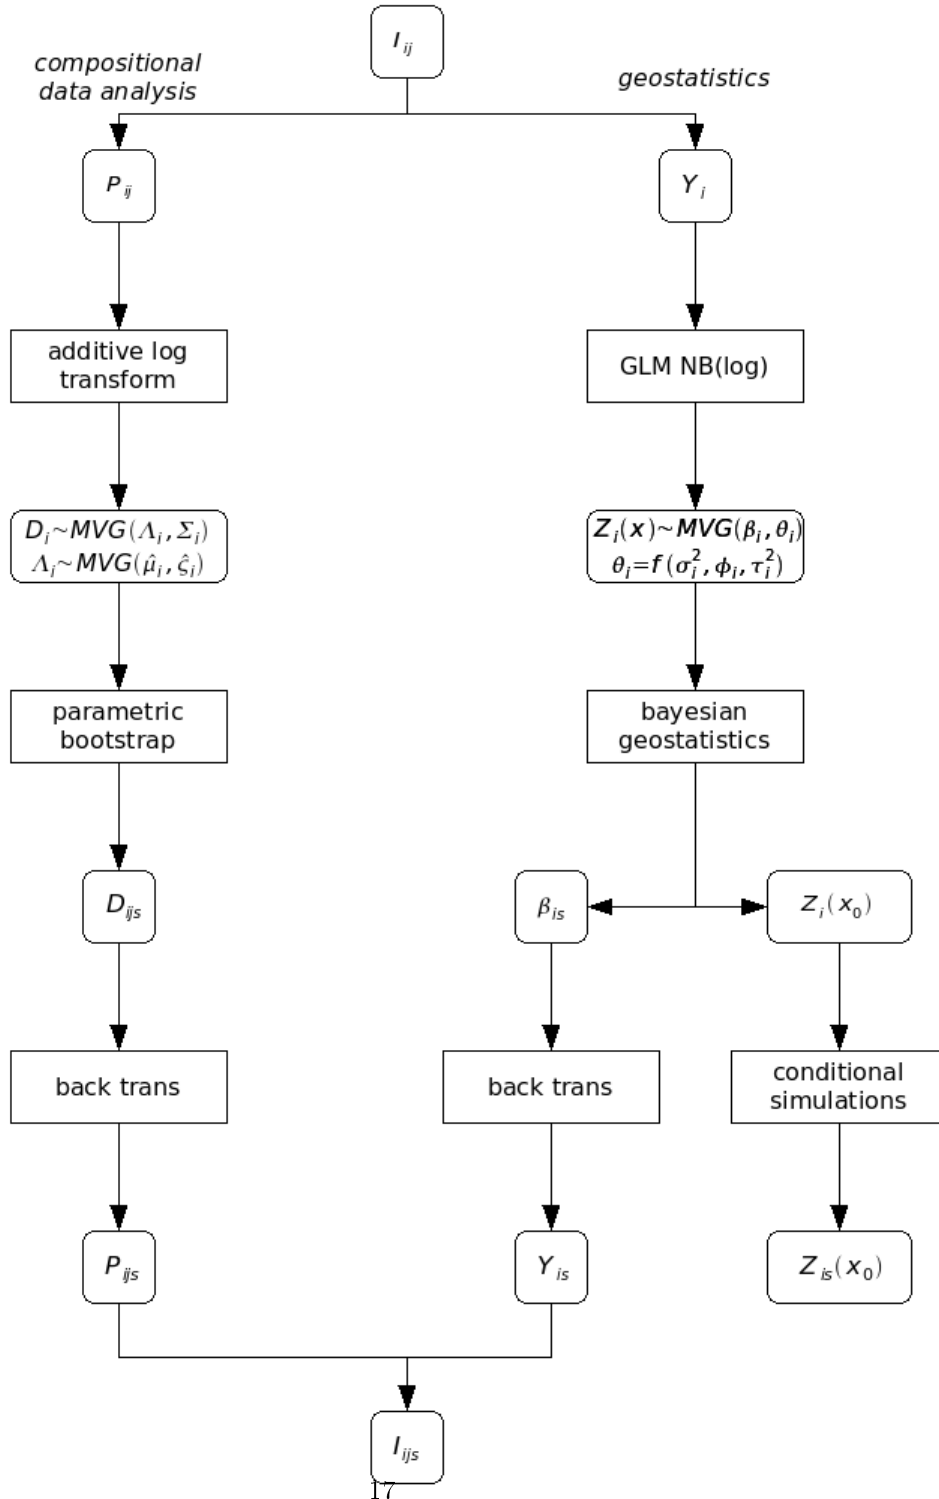 I_ij
compositional
data analysis
geostatistics
P_ij
Y_i
additive log
transform
GLM NB(log)
D_i~MVG(Λ_i, Σ_i)
Λ_i~MVG(μ̂_i, ς̂_i)
Z_i(x)~MVG(β_i, θ_i)
θ_i=f(σ_i^2, ϕ_i, τ_i^2)
parametric
bootstrap
bayesian
geostatistics
D_ijs
β_is
Z_i(x_0)
back trans
back trans
conditional
simulations
P_ijs
Y_is
Z_is(x_0)
I_ijs
17